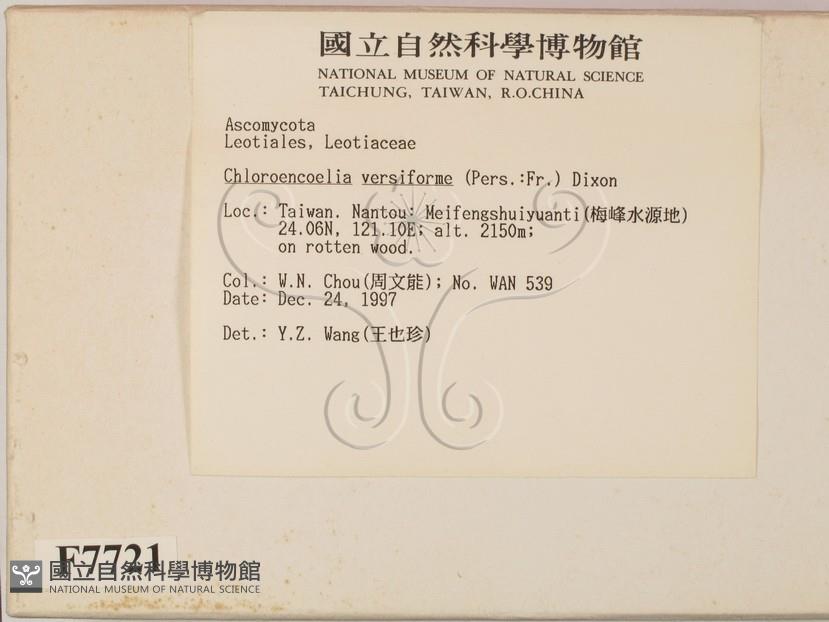 國立自然科學博物館
NATIONAL MUSEUM OF NATURAL SCIENCE
TAICHUNG, TAIWAN, R.O.CHINA
Ascomycota
Leotiales, Leotiaceae
Chloroencoelia versiforme (Pers.:Fr.) Dixon
Loc.: Taiwan. Nantou: Meifengshuiyuanti(梅峰水源地)
24.06N, 121.10E; alt. 2150m;
on rotten wood.
Col.: W.N. Chou(周文能); No. WAN 539
Date: Dec. 24, 1997
Det.: Y.Z. Wang(王也珍)
F7721
國立自然科學博物館
NATIONAL MUSEUM OF NATURAL SCIENCE